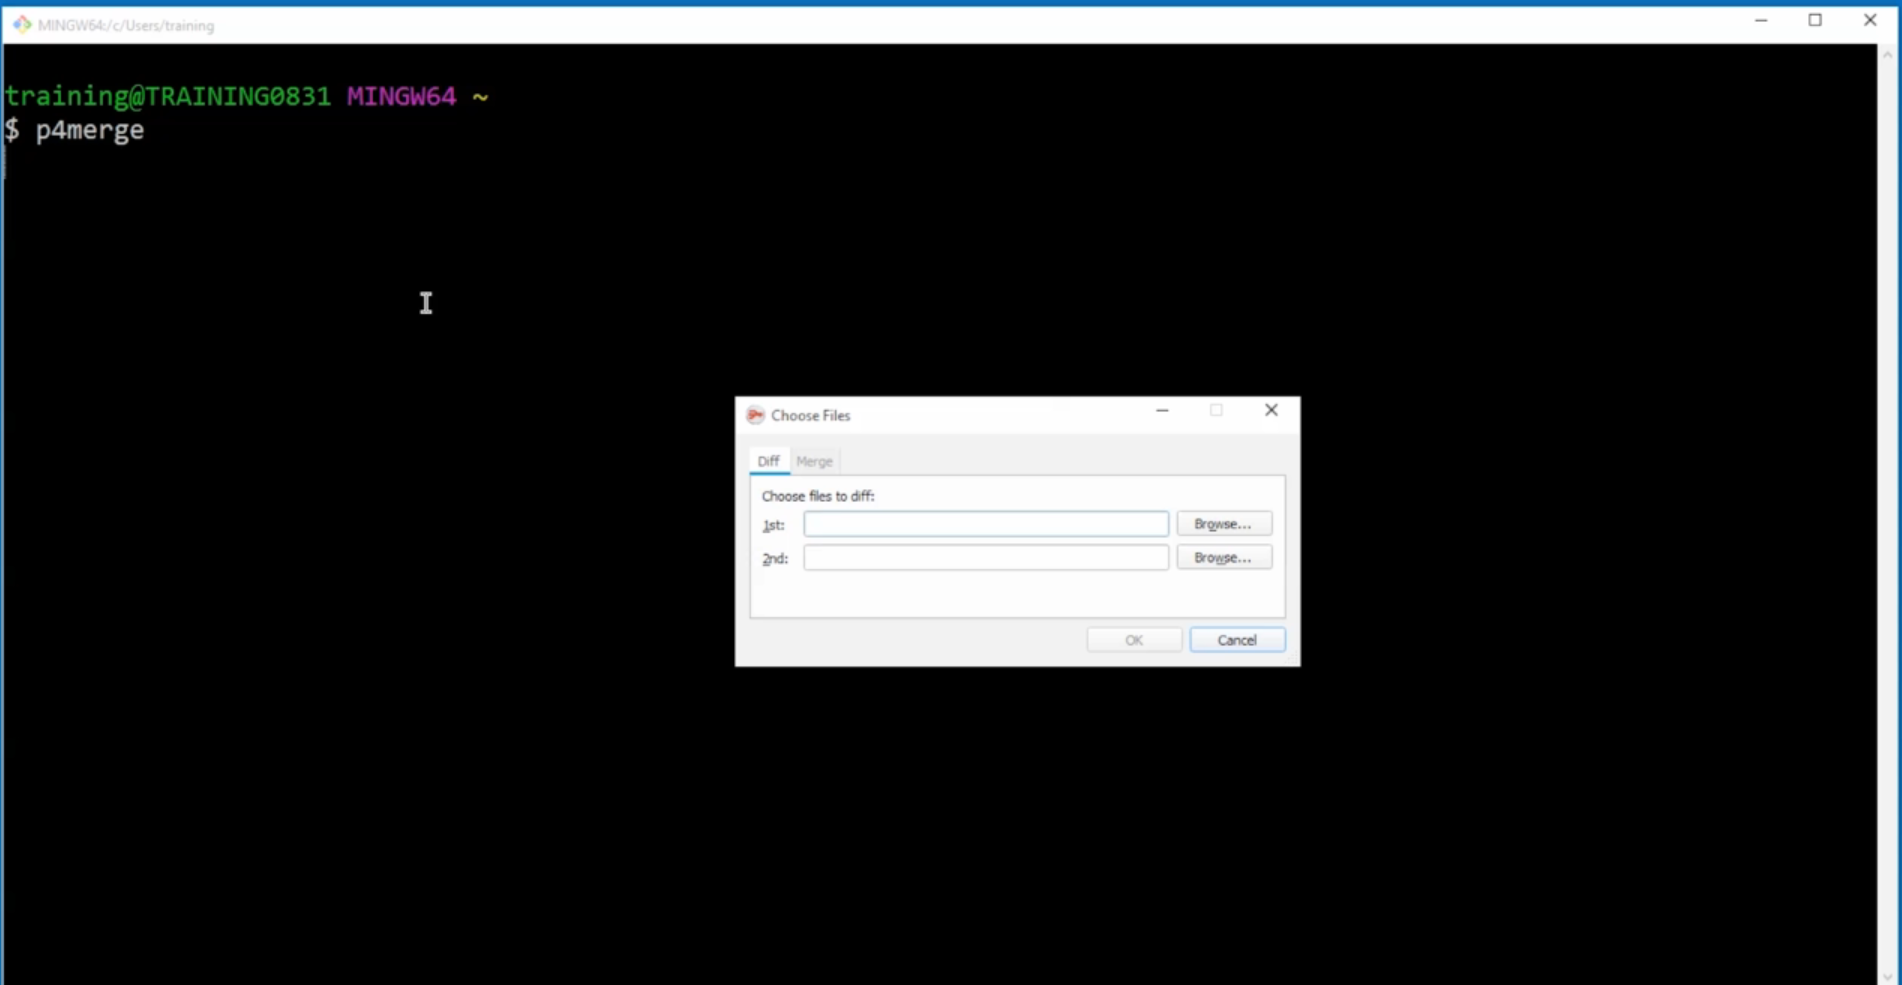 MINGW64:/c/Users/training
training@TRAINING0831 MINGW64 ~
$ p4merge
Choose Files
Diff Merge
Choose files to diff:
1st: Browse...
2nd: Browse...
OK Cancel